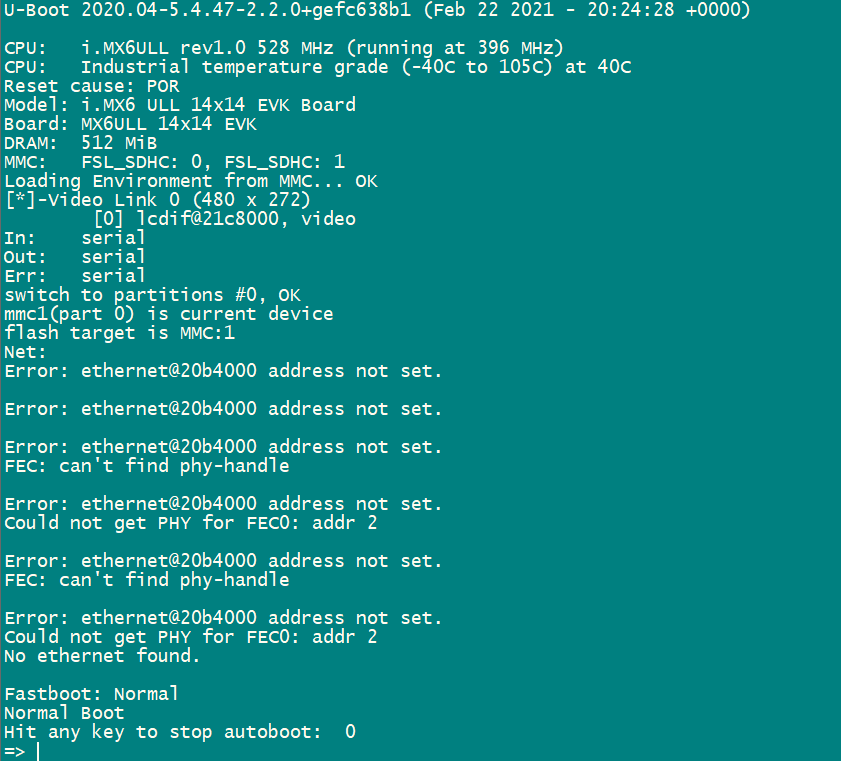 U-Boot 2020.04-5.4.47-2.2.0+gefc638b1 (Feb 22 2021 - 20:24:28 +0000)
CPU:   i.MX6ULL rev1.0 528 MHz (running at 396 MHz)
CPU:   Industrial temperature grade (-40C to 105C) at 40C
Reset cause: POR
Model: i.MX6 ULL 14x14 EVK Board
Board: MX6ULL 14x14 EVK
DRAM:  512 MiB
MMC:   FSL_SDHC: 0, FSL_SDHC: 1
Loading Environment from MMC... OK
[*]-Video Link 0 (480 x 272)
        [0] lcdif@21c8000, video
In:    serial
Out:   serial
Err:   serial
switch to partitions #0, OK
mmc1(part 0) is current device
flash target is MMC:1
Net:
Error: ethernet@20b4000 address not set.
Error: ethernet@20b4000 address not set.
Error: ethernet@20b4000 address not set.
FEC: can't find phy-handle
Error: ethernet@20b4000 address not set.
Could not get PHY for FEC0: addr 2
Error: ethernet@20b4000 address not set.
FEC: can't find phy-handle
Error: ethernet@20b4000 address not set.
Could not get PHY for FEC0: addr 2
No ethernet found.
Fastboot: Normal
Normal Boot
Hit any key to stop autoboot:  0
=>